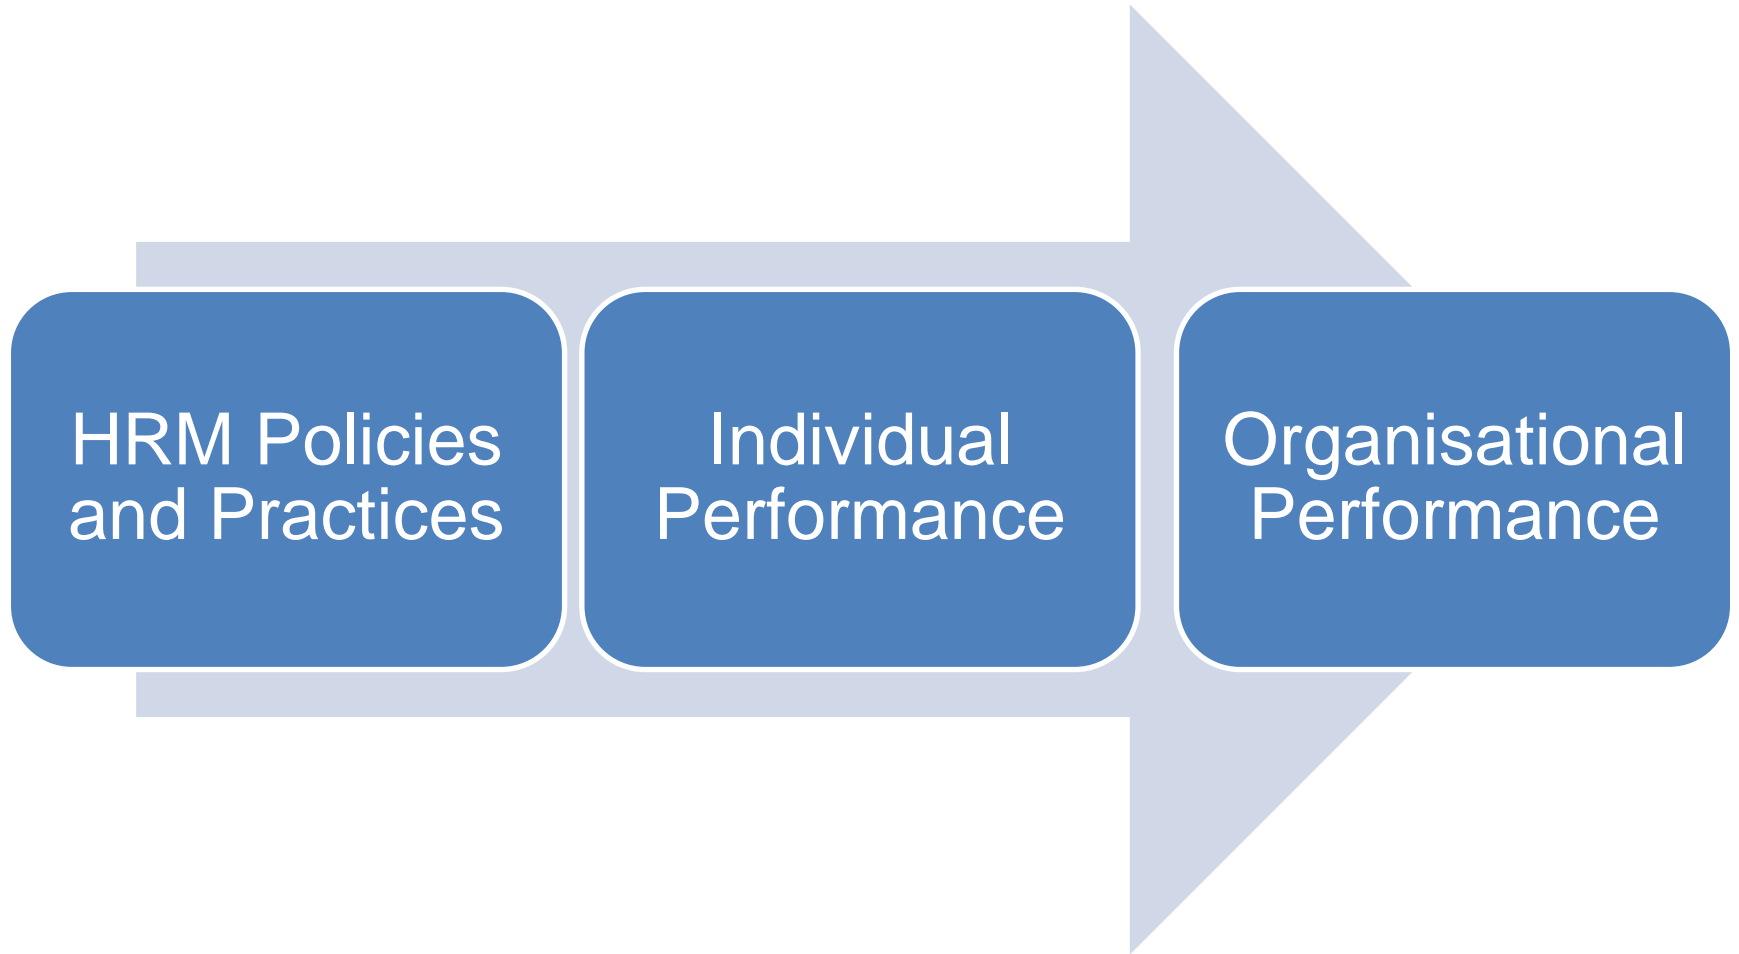 HRM Policies
and Practices
Individual
Performance
Organisational
Performance